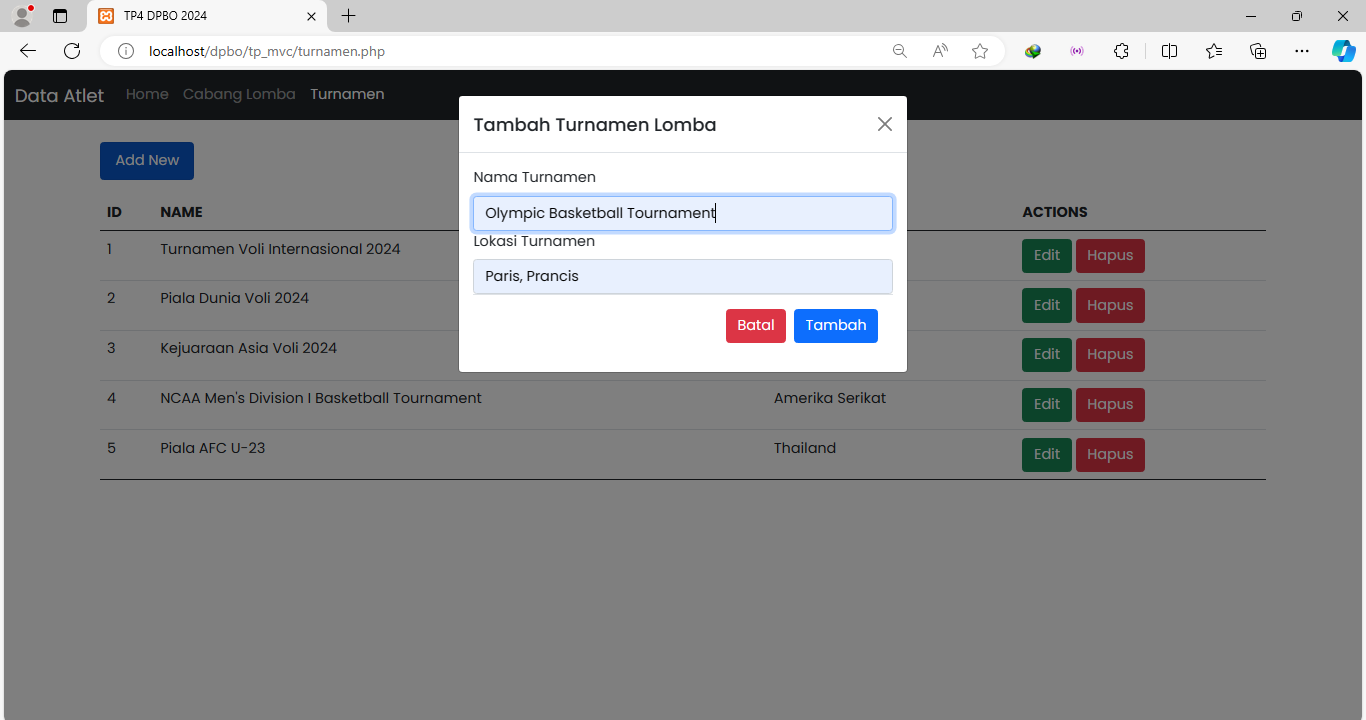 TP4 DPBO 2024
localhost/dpbo/tp_mvc/turnamen.php
Data Atlet Home Cabang Lomba Turnamen
Tambah Turnamen Lomba
Nama Turnamen
Olympic Basketball Tournament
Lokasi Turnamen
Paris, Prancis
Batal Tambah
Add New
ID NAME ACTIONS
1 Turnamen Voli Internasional 2024 Edit Hapus
2 Piala Dunia Voli 2024 Edit Hapus
3 Kejuaraan Asia Voli 2024 Edit Hapus
4 NCAA Men's Division I Basketball Tournament Amerika Serikat Edit Hapus
5 Piala AFC U-23 Thailand Edit Hapus